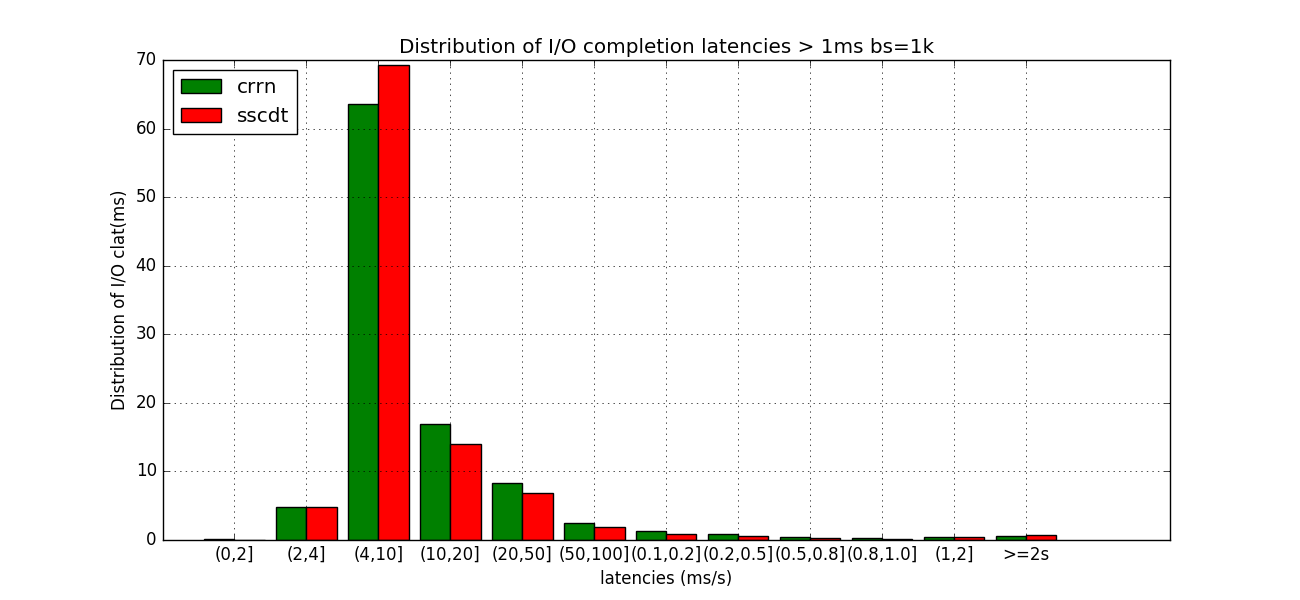 Distribution of I/O completion latencies > 1ms bs=1k
70
60
50
40
30
20
10
0
crrn
sscdt
Distribution of I/O clat(ms)
(0,2] (2,4] (4,10] (10,20] (20,50] (50,100] (0.1,0.2] (0.2,0.5] (0.5,0.8] (0.8,1.0] (1,2] >=2s
latencies (ms/s)